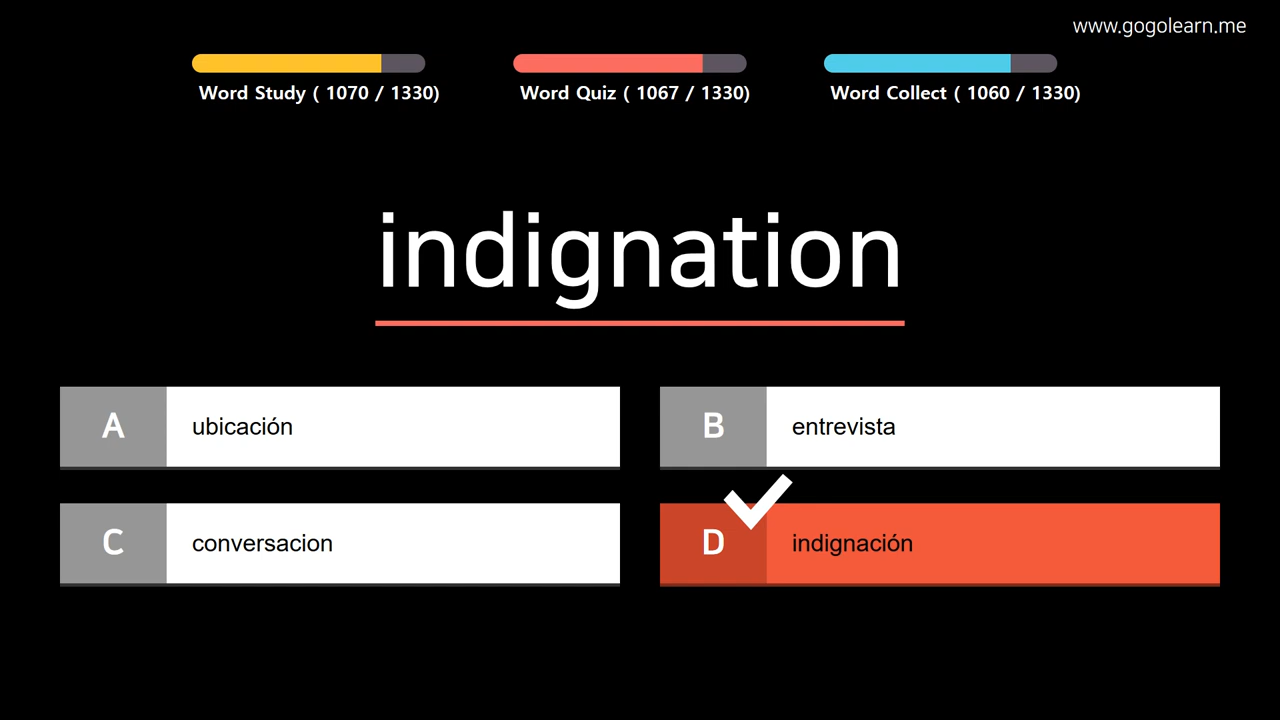 www.gogolearn.me
Word Study ( 1070 / 1330)
Word Quiz ( 1067 / 1330)
Word Collect ( 1060 / 1330)
indignation
A
ubicación
B
entrevista
C
conversacion
D
indignación